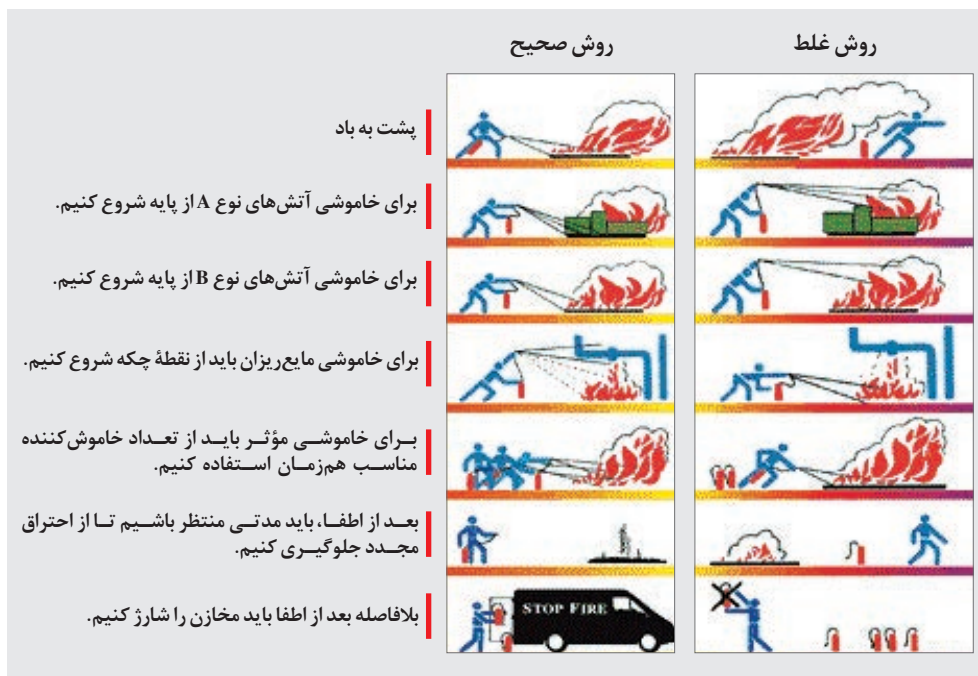 روش غلط
روش صحیح
پشت به باد
برای خاموشی آتش‌های نوع A از پایه شروع کنیم.
برای خاموشی آتش‌های نوع B از پایه شروع کنیم.
برای خاموشی مایع‌ریزان باید از نقطۀ چکه شروع کنیم.
بـرای خاموشـی مؤثـر بایـد از تعـداد خاموش‌کننده
مناسـب هم‌زمـان اسـتفاده کنیم.
بعـد از اطفـا، باید مدتـی منتظر باشـیم تـا از احتراق
مجـدد جلوگیـری کنیم.
بلافاصله بعد از اطفا باید مخازن را شارژ کنیم.
STOP FIRE